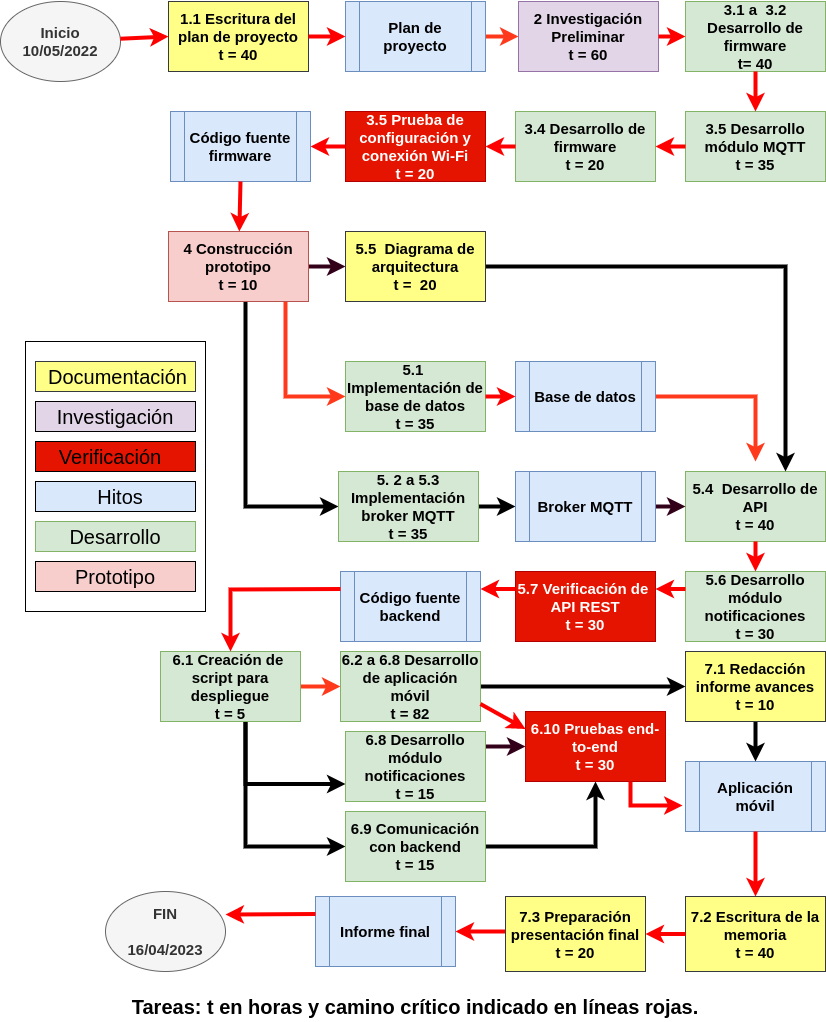 Inicio
10/05/2022
1.1 Escritura del
plan de proyecto
t = 40
Plan de
proyecto
2 Investigación
Preliminar
t = 60
3.1 a  3.2
Desarrollo de
firmware
t= 40
Código fuente
firmware
3.5 Prueba de
configuración y
conexión Wi-Fi
t = 20
3.4 Desarrollo de
firmware
t = 20
3.5 Desarrollo
módulo MQTT
t = 35
4 Construcción
prototipo
t = 10
5.5  Diagrama de
arquitectura
t =  20
Documentación
Investigación
Verificación
Hitos
Desarrollo
Prototipo
5.1
Implementación de
base de datos
t = 35
Base de datos
5. 2 a 5.3
Implementación
broker MQTT
t = 35
Broker MQTT
5.4  Desarrollo de
API
t = 40
Código fuente
backend
5.7 Verificación de
API REST
t = 30
5.6 Desarrollo
módulo
notificaciones
t = 30
6.1 Creación de
script para
despliegue
t = 5
6.2 a 6.8 Desarrollo
de aplicación
móvil
t = 82
7.1 Redacción
informe avances
t = 10
6.10 Pruebas end-
to-end
t = 30
6.8 Desarrollo
módulo
notificaciones
t = 15
Aplicación
móvil
6.9 Comunicación
con backend
t = 15
FIN
16/04/2023
Informe final
7.3 Preparación
presentación final
t = 20
7.2 Escritura de la
memoria
t = 40
Tareas: t en horas y camino crítico indicado en líneas rojas.